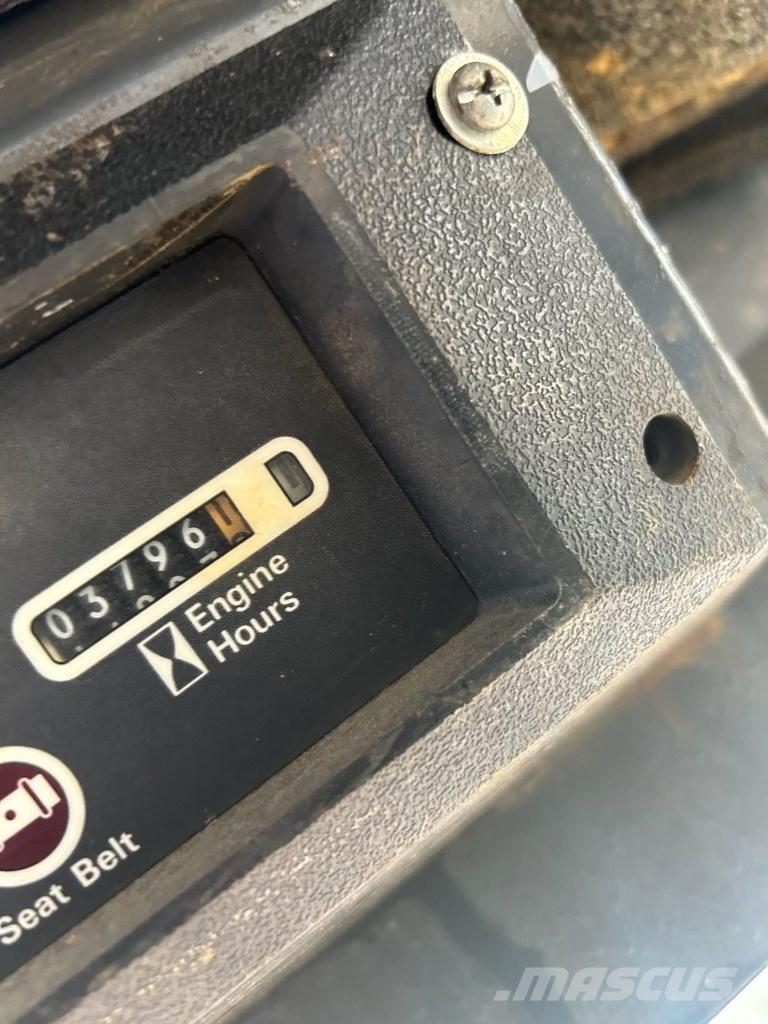 03796
Engine
Hours
Seat Belt
.MASCUS